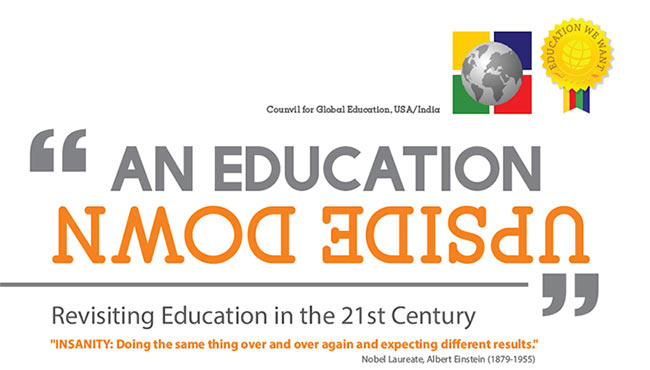 EDUCATION WE WANT
Counvil for Global Education, USA/India
“ AN EDUCATION
UPSIDE DOWN ”
Revisiting Education in the 21st Century
"INSANITY: Doing the same thing over and over again and expecting different results."
Nobel Laureate, Albert Einstein (1879-1955)